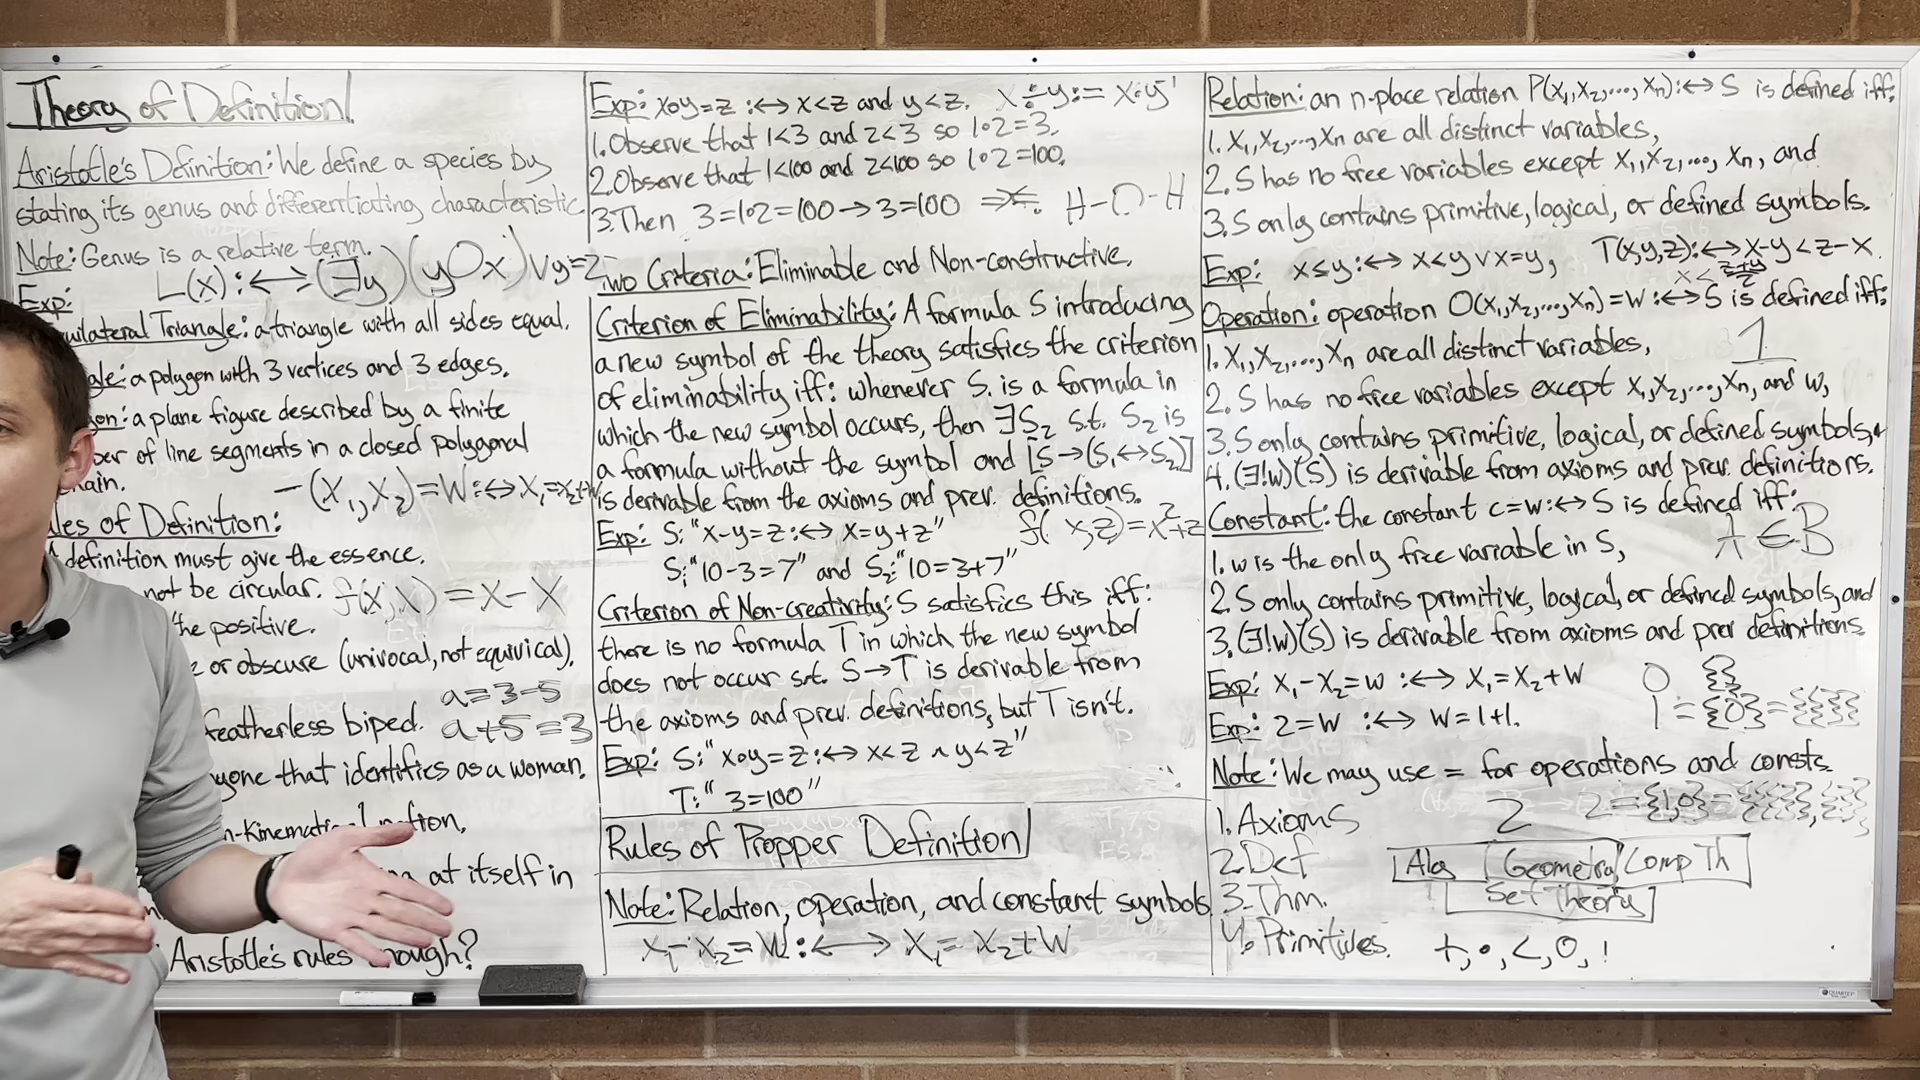 Theory of Definition
Aristotle's Definition: We define a species by
stating its genus and differentiating characteristic.
Note: Genus is a relative term.
L(x) :↔ (∃y)(yOx) ∨ y=2
Exp:
uilateral Triangle: a triangle with all sides equal.
gle: a polygon with 3 vertices and 3 edges.
gon: a plane figure described by a finite
ber of line segments in a closed polygonal
hain.
-(X₁, X₂)=W :↔ X₁=X₂+W
les of Definition:
definition must give the essence.
not be circular.
f(x,x)=x-x
the positive.
or obscure (univocal, not equivical).
a=3-5
featherless biped.
a+5=3
yone that identifies as a woman.
n-kinematical notion,
at itself in
Aristotle's rules enough?
Exp: x∘y=z :↔ x<z and y<z.
x÷y := x·y⁻¹
1. Observe that 1<3 and 2<3 so 1∘2=3.
2. Observe that 1<100 and 2<100 so 1∘2=100.
3. Then 3=1∘2=100→3=100 ⇒⇐.
H-O-H
Two Criteria: Eliminable and Non-constructive.
Criterion of Eliminability: A formula S introducing
a new symbol of the theory satisfies the criterion
of eliminability iff: whenever S₁ is a formula in
which the new symbol occurs, then ∃S₂ s.t. S₂ is
a formula without the symbol and [S→(S₁↔S₂)]
is derivable from the axioms and prev. definitions.
Exp: S: "x-y=z :↔ x=y+z"
f(x,z)=x²+z
S₁: "10-3=7" and S₂: "10=3+7"
Criterion of Non-creativity: S satisfies this iff:
there is no formula T in which the new symbol
does not occur s.t. S→T is derivable from
the axioms and prev. definitions, but T isn't.
Exp: S: "x∘y=z :↔ x<z ∧ y<z"
T: "3=100"
Rules of Propper Definition
Note: Relation, operation, and constant symbols
X₁-X₂=W :↔ X₁=X₂+W
Relation: an n-place relation P(x₁,x₂,...,xₙ) :↔ S is defined iff:
1. x₁,x₂,...,xₙ are all distinct variables,
2. S has no free variables except x₁,x₂,..., xₙ, and
3. S only contains primitive, logical, or defined symbols.
Exp: x≤y :↔ x<y ∨ x=y,
T(x,y,z) :↔ x-y<z-x.
Operation: operation O(x₁,x₂,...,xₙ)=w :↔ S is defined iff:
1. x₁,x₂,...,xₙ are all distinct variables,
1
2. S has no free variables except x₁,x₂,...,xₙ, and w,
3. S only contains primitive, logical, or defined symbols, &
4. (∃!w)(S) is derivable from axioms and prev. definitions.
Constant: the constant c=w :↔ S is defined iff:
A∈B
1. w is the only free variable in S,
2. S only contains primitive, logical, or defined symbols, and
3. (∃!w)(S) is derivable from axioms and prev definitions.
Exp: x₁-x₂=w :↔ x₁=x₂+w
0 {}
Exp: 2=w :↔ w=1+1.
1={0}={{}}
Note: We may use = for operations and consts.
1. Axioms
2
2. Def
Alg Geometry Comp Th
3. Thm.
Set Theory
4. Primitives.
+, ∘, <, 0, 1
QUARTET